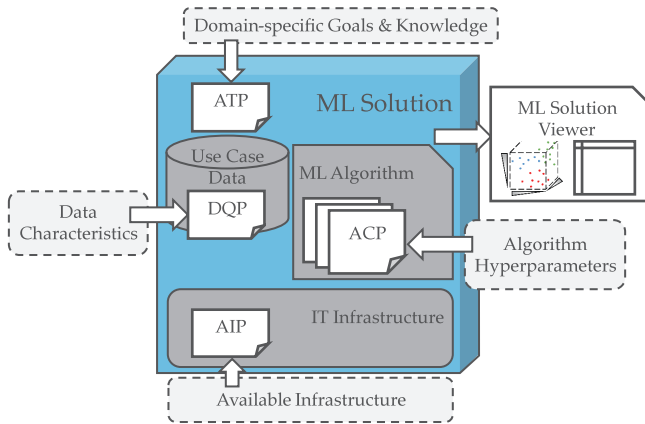 Domain-specific Goals & Knowledge
ATP
ML Solution
ML Solution
Viewer
Use Case
Data
DQP
ML Algorithm
ACP
Data
Characteristics
Algorithm
Hyperparameters
AIP
IT Infrastructure
Available Infrastructure